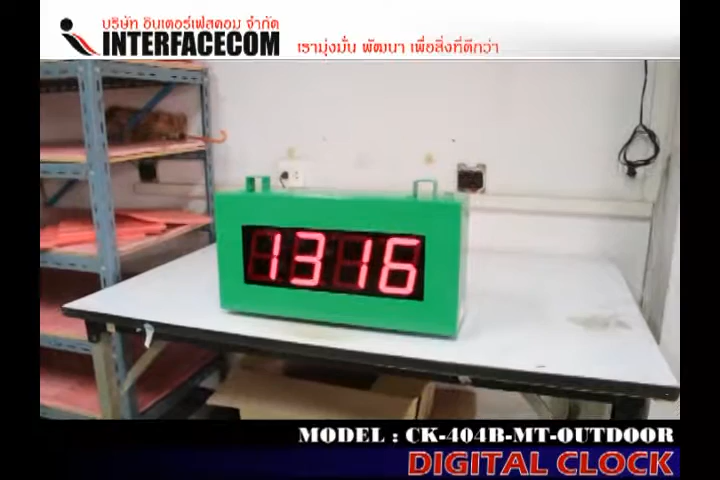 บริษัท อินเตอร์เฟสคอม จำกัด
INTERFACECOM เรามุ่งมั่น พัฒนา เพื่อสิ่งที่ดีกว่า
1316
MODEL : CK-404B-MT-OUTDOOR
DIGITAL CLOCK